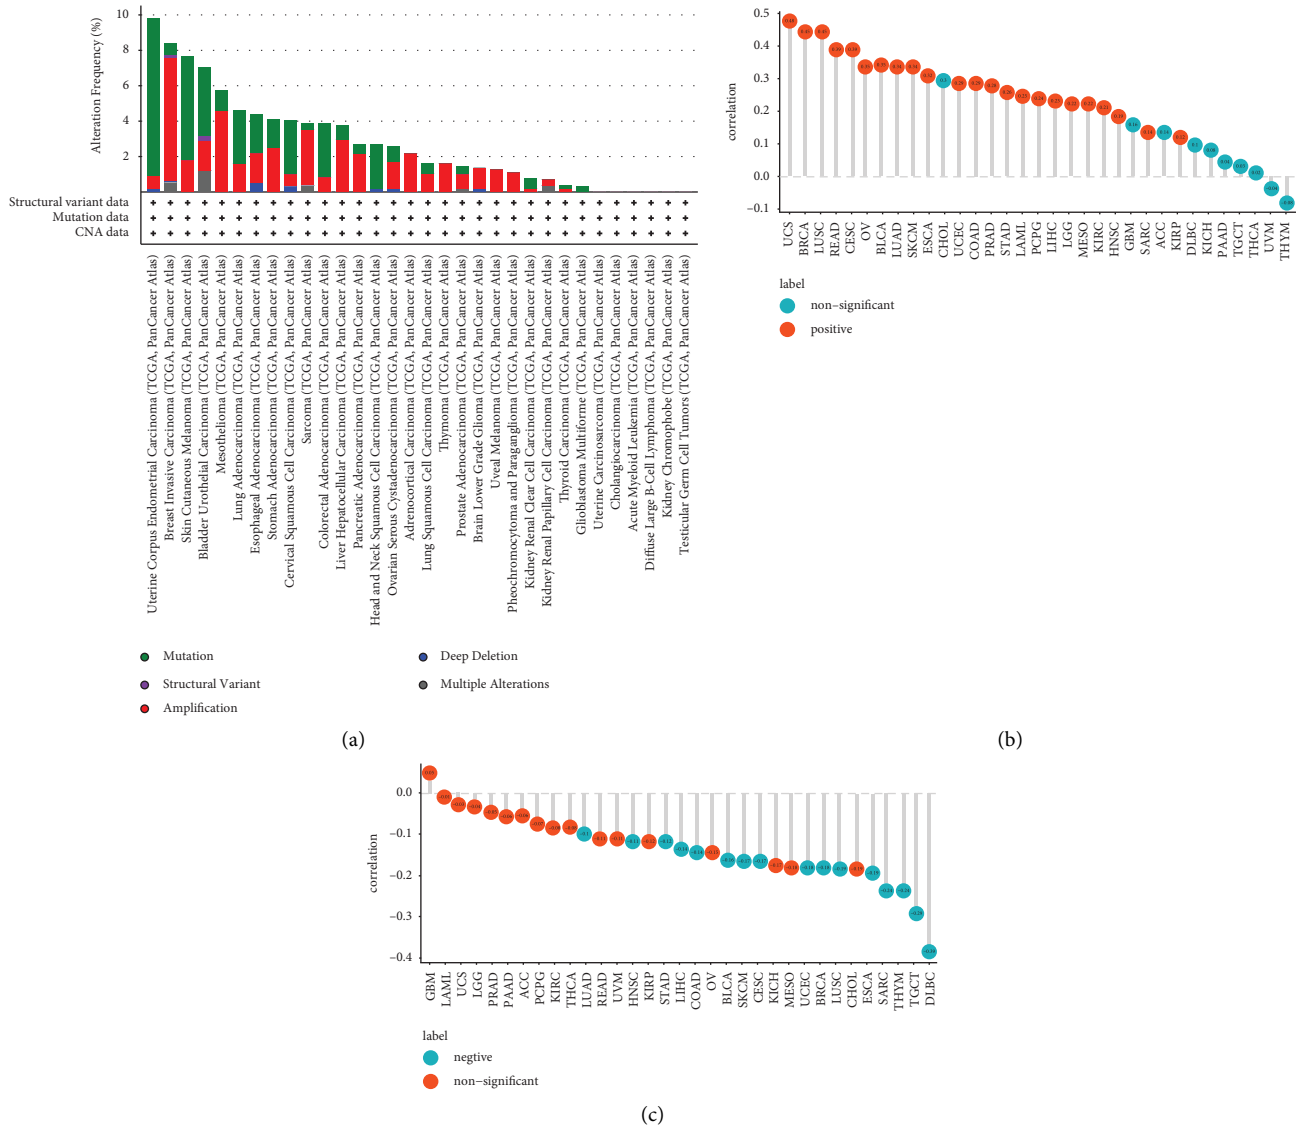 Alteration Frequency (%)
10
8
6
4
2
Structural variant data
Mutation data
CNA data
Uterine Corpus Endometrial Carcinoma (TCGA, PanCancer Atlas)
Breast Invasive Carcinoma (TCGA, PanCancer Atlas)
Skin Cutaneous Melanoma (TCGA, PanCancer Atlas)
Bladder Urothelial Carcinoma (TCGA, PanCancer Atlas)
Mesothelioma (TCGA, PanCancer Atlas)
Lung Adenocarcinoma (TCGA, PanCancer Atlas)
Esophageal Adenocarcinoma (TCGA, PanCancer Atlas)
Stomach Adenocarcinoma (TCGA, PanCancer Atlas)
Cervical Squamous Cell Carcinoma (TCGA, PanCancer Atlas)
Sarcoma (TCGA, PanCancer Atlas)
Colorectal Adenocarcinoma (TCGA, PanCancer Atlas)
Liver Hepatocellular Carcinoma (TCGA, PanCancer Atlas)
Pancreatic Adenocarcinoma (TCGA, PanCancer Atlas)
Head and Neck Squamous Cell Carcinoma (TCGA, PanCancer Atlas)
Ovarian Serous Cystadenocarcinoma (TCGA, PanCancer Atlas)
Adrenocortical Carcinoma (TCGA, PanCancer Atlas)
Lung Squamous Cell Carcinoma (TCGA, PanCancer Atlas)
Thymoma (TCGA, PanCancer Atlas)
Prostate Adenocarcinoma (TCGA, PanCancer Atlas)
Brain Lower Grade Glioma (TCGA, PanCancer Atlas)
Uveal Melanoma (TCGA, PanCancer Atlas)
Pheochromocytoma and Paraganglioma (TCGA, PanCancer Atlas)
Kidney Renal Clear Cell Carcinoma (TCGA, PanCancer Atlas)
Kidney Renal Papillary Cell Carcinoma (TCGA, PanCancer Atlas)
Thyroid Carcinoma (TCGA, PanCancer Atlas)
Glioblastoma Multiforme (TCGA, PanCancer Atlas)
Uterine Carcinosarcoma (TCGA, PanCancer Atlas)
Cholangiocarcinoma (TCGA, PanCancer Atlas)
Acute Myeloid Leukemia (TCGA, PanCancer Atlas)
Diffuse Large B-Cell Lymphoma (TCGA, PanCancer Atlas)
Kidney Chromophobe (TCGA, PanCancer Atlas)
Testicular Germ Cell Tumors (TCGA, PanCancer Atlas)
Mutation
Structural Variant
Amplification
Deep Deletion
Multiple Alterations
(a)
correlation
0.5
0.4
0.3
0.2
0.1
0.0
−0.1
UCS
BRCA
LUSC
READ
CESC
OV
BLCA
LUAD
SKCM
ESCA
CHOL
UCEC
COAD
PRAD
STAD
LAML
PCPG
LIHC
LGG
MESO
KIRC
HNSC
GBM
SARC
ACC
KIRP
DLBC
KICH
PAAD
TGCT
THCA
UVM
THYM
label
non−significant
positive
(b)
correlation
0.0
−0.1
−0.2
−0.3
−0.4
GBM
LAML
UCS
LGG
PRAD
PAAD
ACC
PCPG
KIRC
THCA
LUAD
READ
UVM
HNSC
KIRP
STAD
LIHC
COAD
OV
BLCA
SKCM
CESC
KICH
MESO
UCEC
BRCA
LUSC
CHOL
ESCA
SARC
THYM
TGCT
DLBC
label
negtive
non−significant
(c)